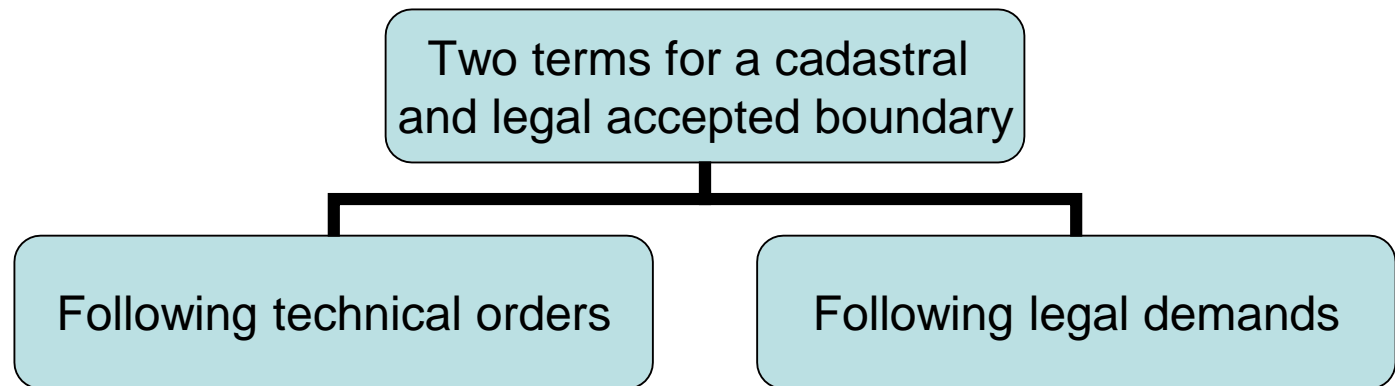 Two terms for a cadastral
and legal accepted boundary
Following technical orders
Following legal demands